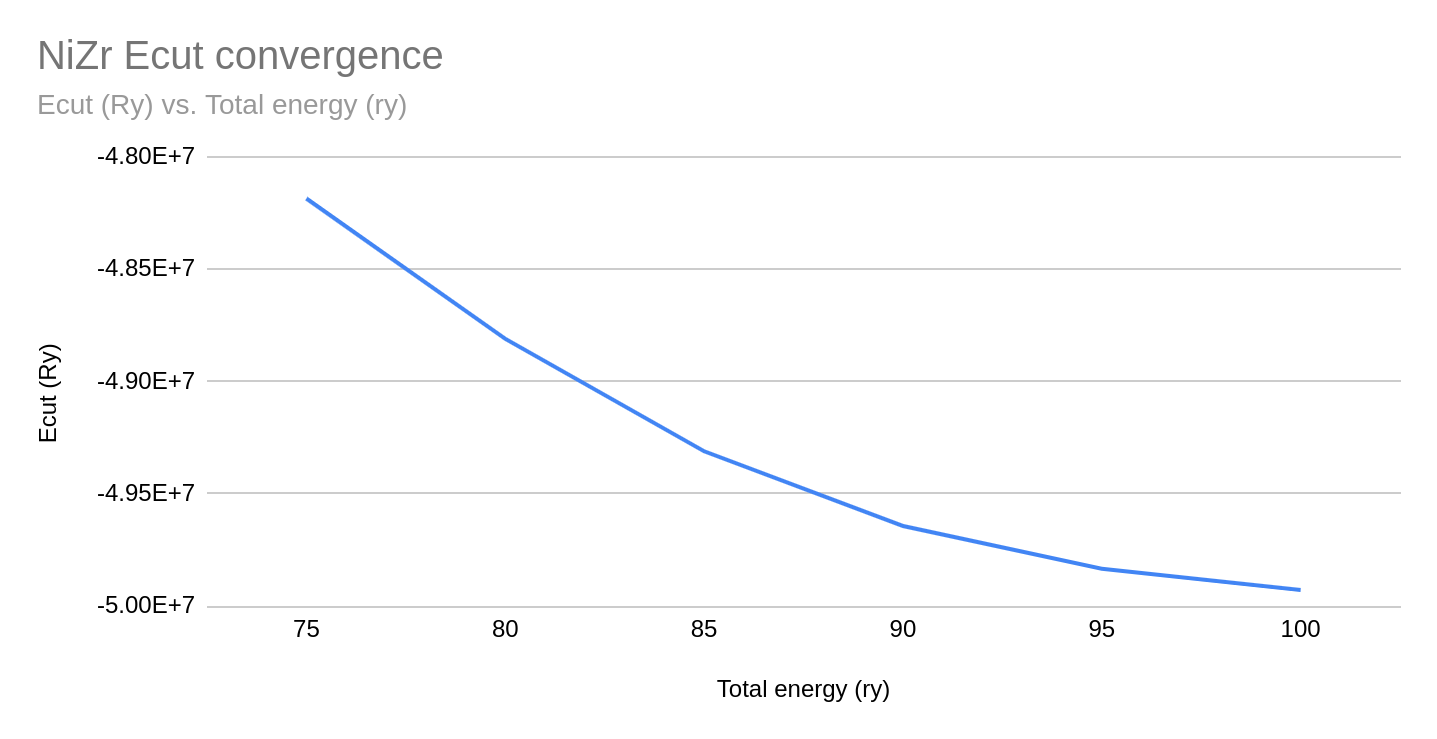 NiZr Ecut convergence
Ecut (Ry) vs. Total energy (ry)
-4.80E+7
-4.85E+7
-4.90E+7
-4.95E+7
-5.00E+7
Ecut (Ry)
75 80 85 90 95 100
Total energy (ry)